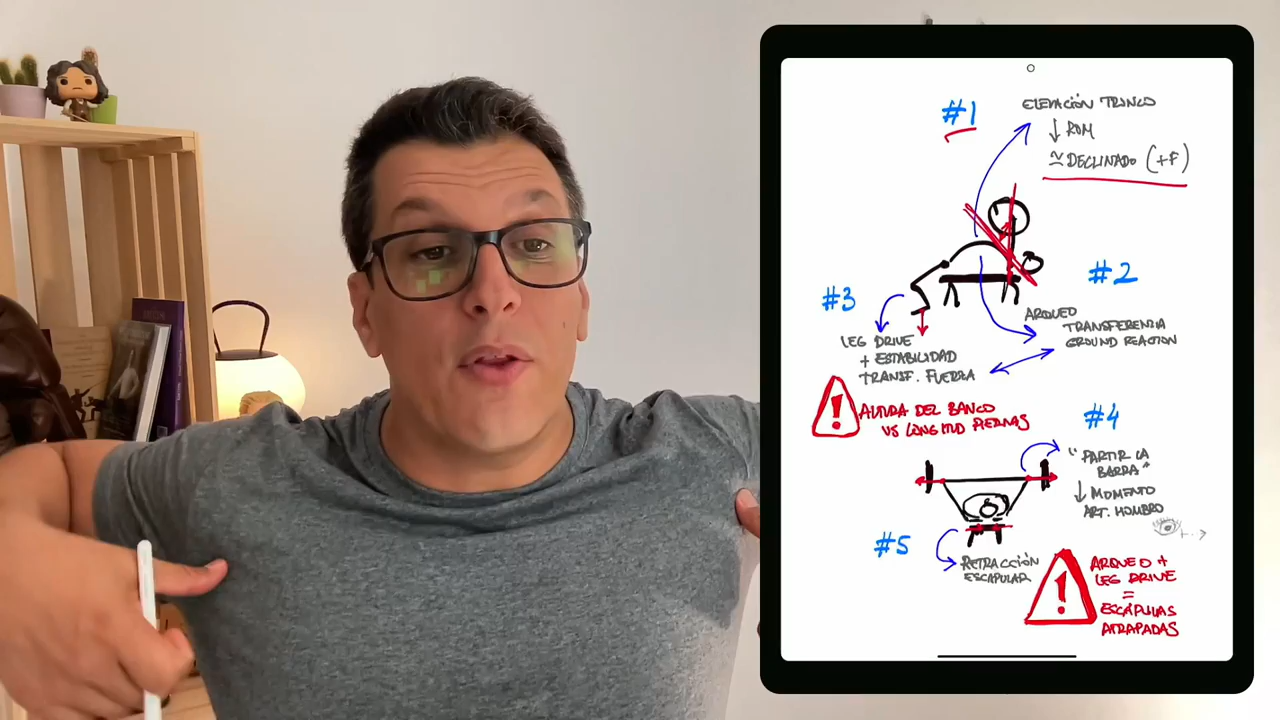 #1
ELEVACIÓN TRONCO
↓ ROM
≃ DECLINADO (+F)
#2
ARQUEO
TRANSFERENCIA
GROUND REACTION
#3
LEG DRIVE
+ ESTABILIDAD
TRANSF. FUERZA
! ALTURA DEL BANCO
VS LONGITUD PIERNAS
#4
"PARTIR LA
BARRA"
↓ MOMENTO
ART. HOMBRO
#5
RETRACCIÓN
ESCAPULAR
! ARQUEO +
LEG DRIVE
=
ESCÁPULAS
ATRAPADAS